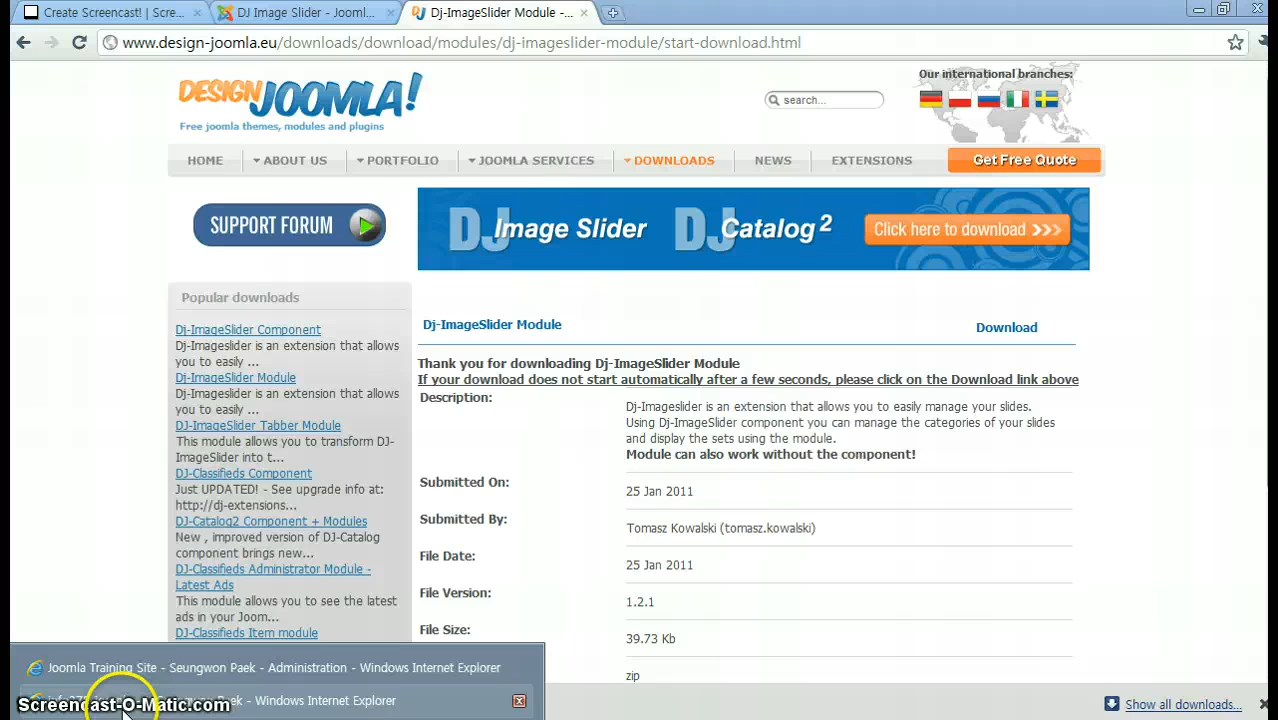 Create Screencast! | Scre...
DJ Image Slider - Jooml...
Dj-ImageSlider Module -...
www.design-joomla.eu/downloads/download/modules/dj-imageslider-module/start-download.html
DESIGN JOOMLA!
Free joomla themes, modules and plugins
search...
Our international branches:
HOME
ABOUT US
PORTFOLIO
JOOMLA SERVICES
DOWNLOADS
NEWS
EXTENSIONS
Get Free Quote
SUPPORT FORUM
DJ Image Slider DJ Catalog 2 Click here to download >>>
Popular downloads
Dj-ImageSlider Component
Dj-Imageslider is an extension that allows
you to easily ...
Dj-ImageSlider Module
Dj-Imageslider is an extension that allows
you to easily ...
DJ-ImageSlider Tabber Module
This module allows you to transform DJ-
ImageSlider into t...
DJ-Classifieds Component
Just UPDATED! - See upgrade info at:
http://dj-extensions...
DJ-Catalog2 Component + Modules
New , improved version of DJ-Catalog
component brings new...
DJ-Classifieds Administrator Module -
Latest Ads
This module allows you to see the latest
ads in your Joom...
DJ-Classifieds Item module
Dj-ImageSlider Module
Download
Thank you for downloading Dj-ImageSlider Module
If your download does not start automatically after a few seconds, please click on the Download link above
Description:
Dj-Imageslider is an extension that allows you to easily manage your slides.
Using Dj-ImageSlider component you can manage the categories of your slides
and display the sets using the module.
Module can also work without the component!
Submitted On:
25 Jan 2011
Submitted By:
Tomasz Kowalski (tomasz.kowalski)
File Date:
25 Jan 2011
File Version:
1.2.1
File Size:
39.73 Kb
zip
Joomla Training Site - Seungwon Paek - Administration - Windows Internet Explorer
Paek - Windows Internet Explorer
Screencast-O-Matic.com
Show all downloads...